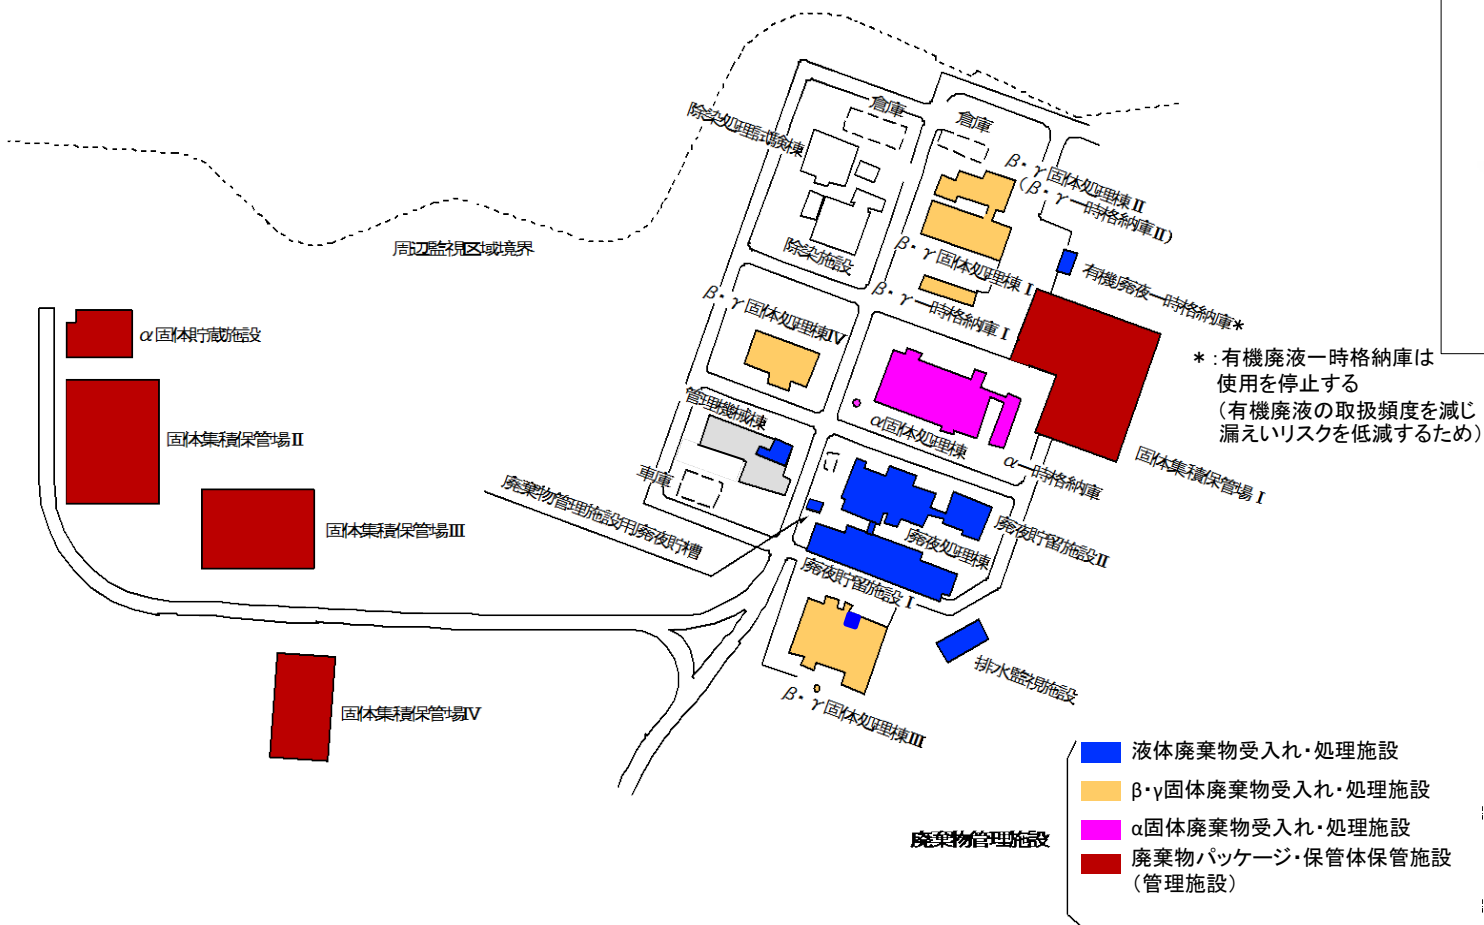 倉庫
除染処理試験棟
倉庫
β・γ固体処理棟Ⅱ
(β・γ一時格納庫Ⅱ)
周辺監視区域境界
除染施設
β・γ固体処理棟Ⅰ
有機廃液一時格納庫*
β・γ一時格納庫Ⅰ
β・γ固体処理棟Ⅳ
α固体貯蔵施設
*：有機廃液一時格納庫は
使用を停止する
（有機廃液の取扱頻度を減じ
漏えいリスクを低減するため）
管理機械棟
α固体処理棟
固体集積保管場Ⅱ
α一時格納庫
固体集積保管場Ⅰ
車庫
廃棄物管理施設用廃液貯槽
固体集積保管場Ⅲ
廃液処理棟
廃液貯留施設Ⅱ
廃液貯留施設Ⅰ
排水監視施設
固体集積保管場Ⅳ
β・γ固体処理棟Ⅲ
廃棄物管理施設
液体廃棄物受入れ・処理施設
β・γ固体廃棄物受入れ・処理施設
α固体廃棄物受入れ・処理施設
廃棄物パッケージ・保管体保管施設
（管理施設）